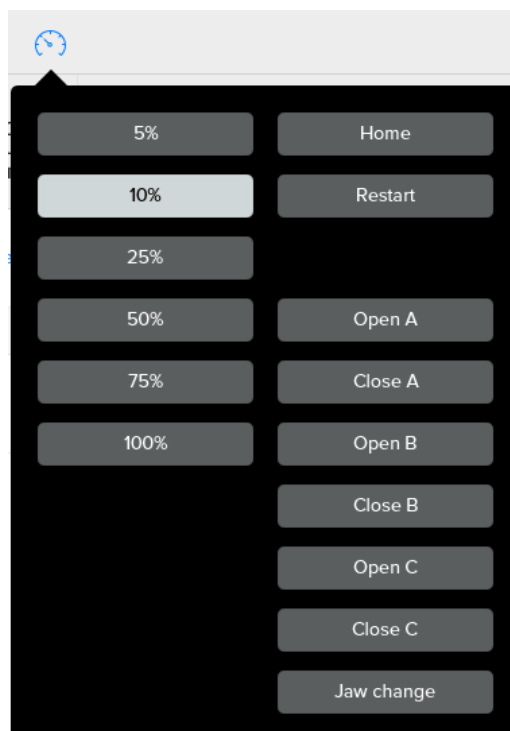 5%
Home
10%
Restart
25%
50%
Open A
75%
Close A
100%
Open B
Close B
Open C
Close C
Jaw change